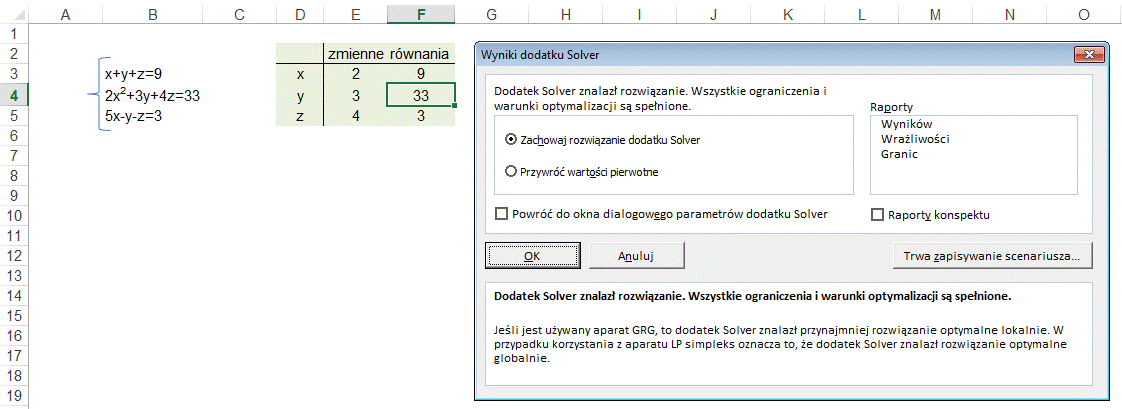 A B C D E F G H I J K L M N O
1
2 zmienne równania
3 x+y+z=9 x 2 9
4 2x²+3y+4z=33 y 3 33
5 5x-y-z=3 z 4 3
6
7
8
9
10
11
12
13
14
15
16
17
18
19
Wyniki dodatku Solver
Dodatek Solver znalazł rozwiązanie. Wszystkie ograniczenia i
warunki optymalizacji są spełnione.
Zachowaj rozwiązanie dodatku Solver
Przywróć wartości pierwotne
Raporty
Wyników
Wrażliwości
Granic
Powróć do okna dialogowego parametrów dodatku Solver
Raporty konspektu
OK
Anuluj
Trwa zapisywanie scenariusza...
Dodatek Solver znalazł rozwiązanie. Wszystkie ograniczenia i warunki optymalizacji są spełnione.
Jeśli jest używany aparat GRG, to dodatek Solver znalazł przynajmniej rozwiązanie optymalne lokalnie. W
przypadku korzystania z aparatu LP simpleks oznacza to, że dodatek Solver znalazł rozwiązanie optymalne
globalnie.